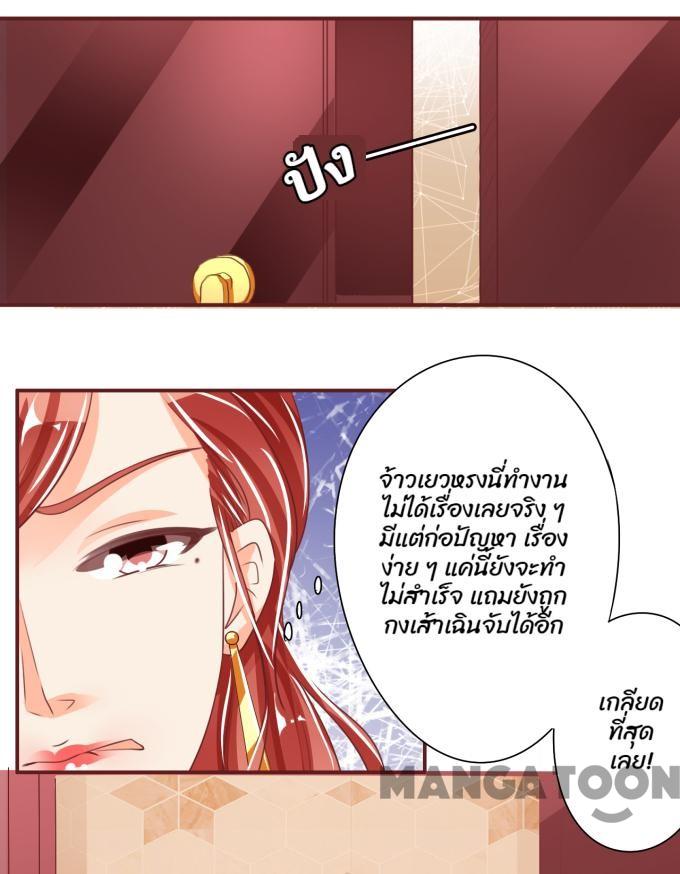 ปัง
จ้าวเยวหรงนี่ทำงาน
ไม่ได้เรื่องเลยจริง ๆ
มีแต่ก่อปัญหา เรื่อง
ง่าย ๆ แค่นี้ยังจะทำ
ไม่สำเร็จ แถมยังถูก
กงเส้าเฉินจับได้อีก
เกลียด
ที่สุด
เลย!
MANGATOON